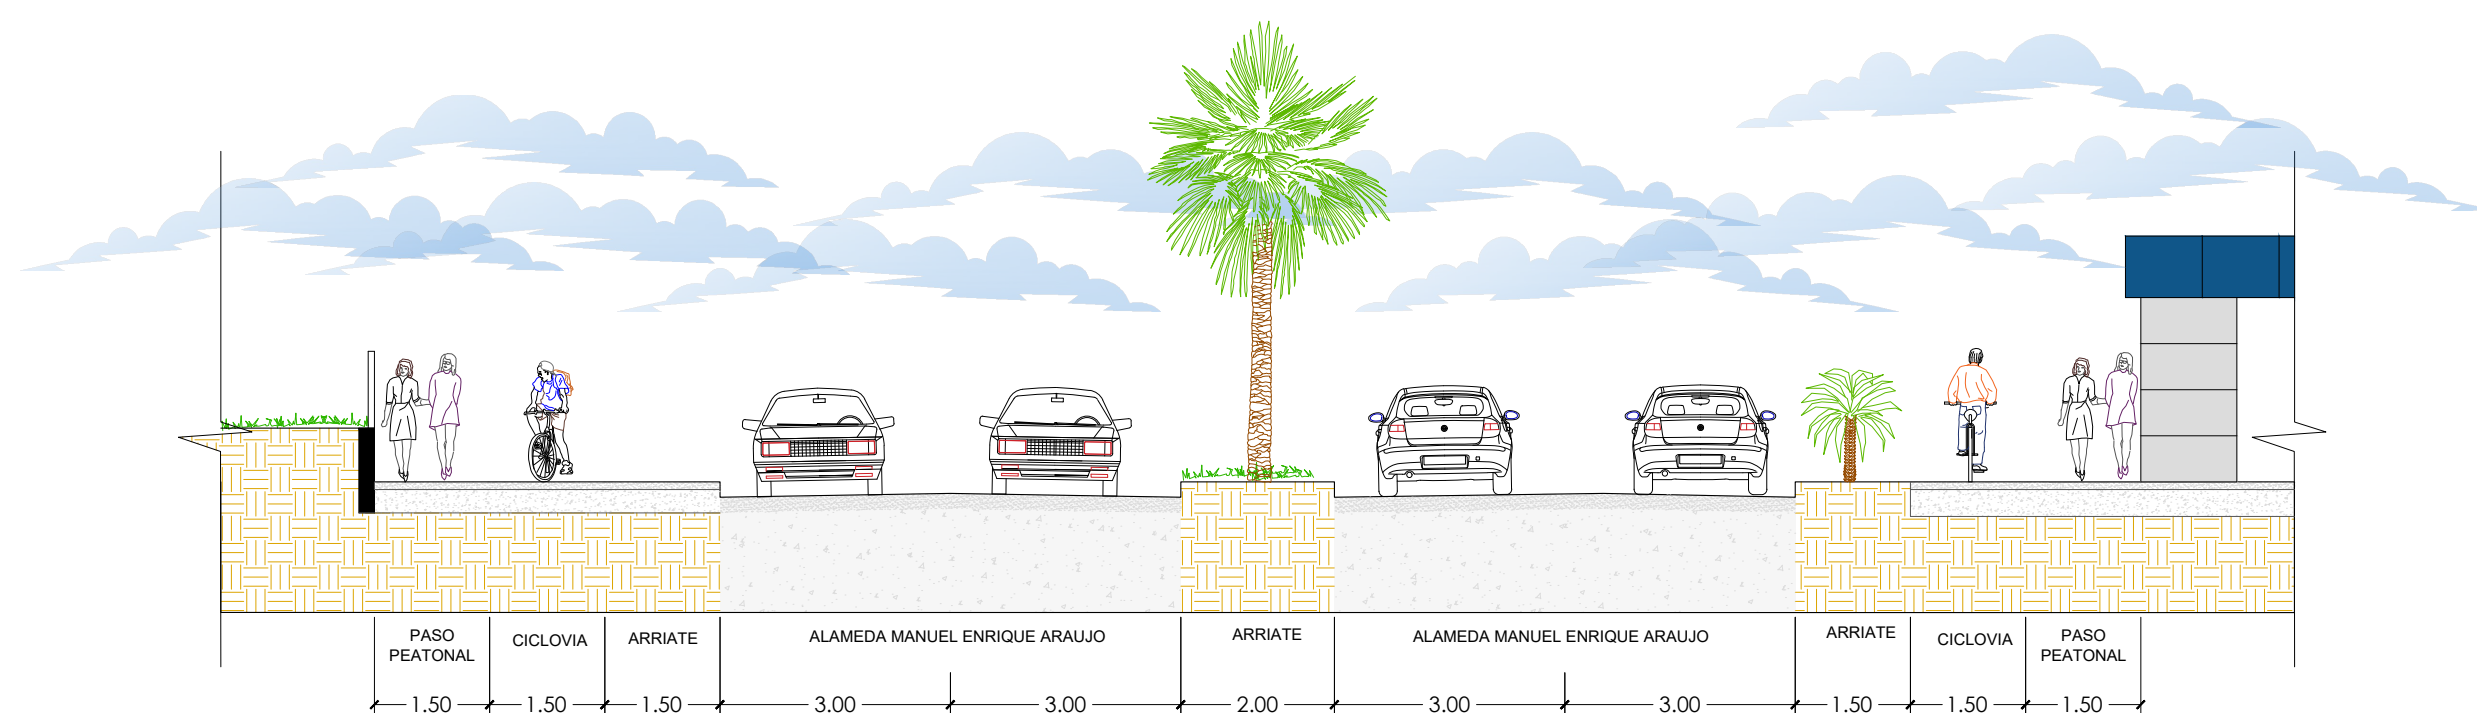 PASO
PEATONAL
CICLOVIA
ARRIATE
ALAMEDA MANUEL ENRIQUE ARAUJO
ARRIATE
ALAMEDA MANUEL ENRIQUE ARAUJO
ARRIATE
CICLOVIA
PASO
PEATONAL
1.50
1.50
1.50
3.00
3.00
2.00
3.00
3.00
1.50
1.50
1.50